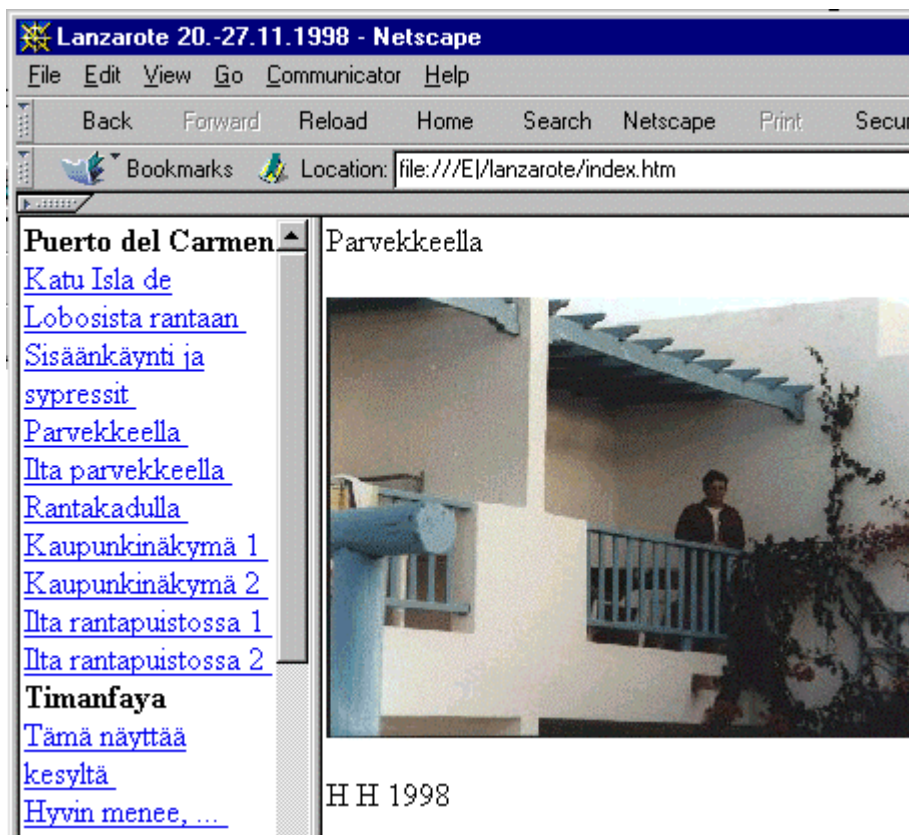 Lanzarote 20.-27.11.1998 - Netscape
File Edit View Go Communicator Help
Back Forward Reload Home Search Netscape Print Secur
Bookmarks Location: file:///E|/lanzarote/index.htm
Puerto del Carmen
Katu Isla de
Lobosista rantaan
Sisäänkäynti ja
sypressit
Parvekkeella
Ilta parvekkeella
Rantakadulla
Kaupunkinäkymä 1
Kaupunkinäkymä 2
Ilta rantapuistossa 1
Ilta rantapuistossa 2
Timanfaya
Tämä näyttää
kesyltä
Hyvin menee, ...
Parvekkeella
H H 1998